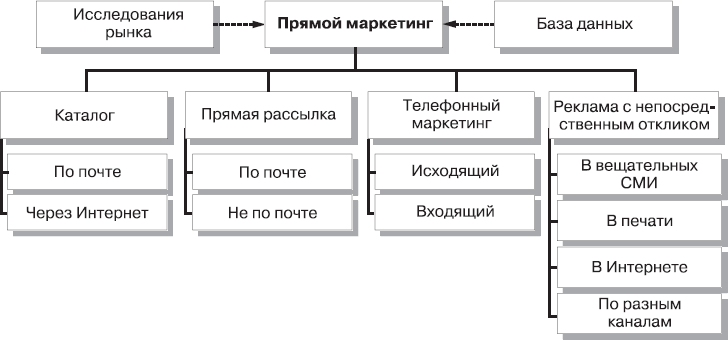 Исследования
рынка
Прямой маркетинг
База данных
Каталог
По почте
Через Интернет
Прямая рассылка
По почте
Не по почте
Телефонный
маркетинг
Исходящий
Входящий
Реклама с непосред-
ственным откликом
В вещательных
СМИ
В печати
В Интернете
По разным
каналам